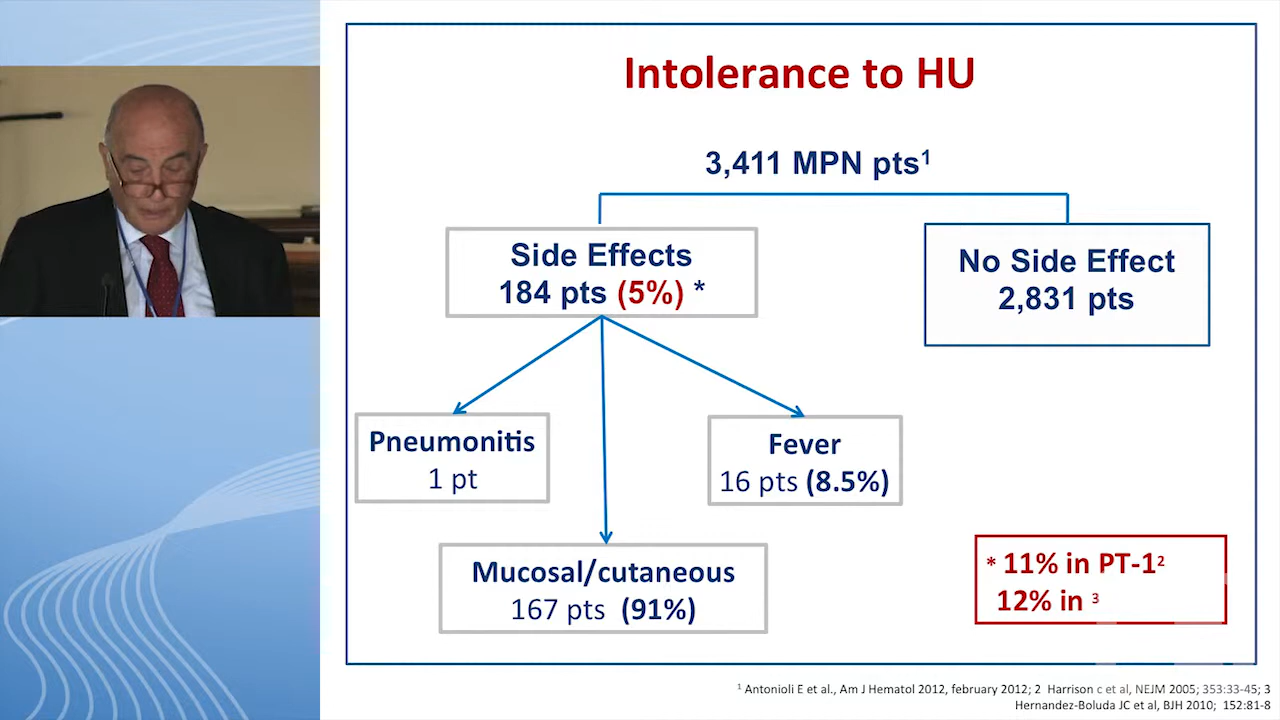 Intolerance to HU
3,411 MPN pts1
Side Effects
184 pts (5%) *
No Side Effect
2,831 pts
Pneumonitis
1 pt
Fever
16 pts (8.5%)
Mucosal/cutaneous
167 pts (91%)
* 11% in PT-1²
12% in ³
¹ Antonioli E et al., Am J Hematol 2012, february 2012; 2 Harrison c et al, NEJM 2005; 353:33-45; 3
Hernandez-Boluda JC et al, BJH 2010; 152:81-8